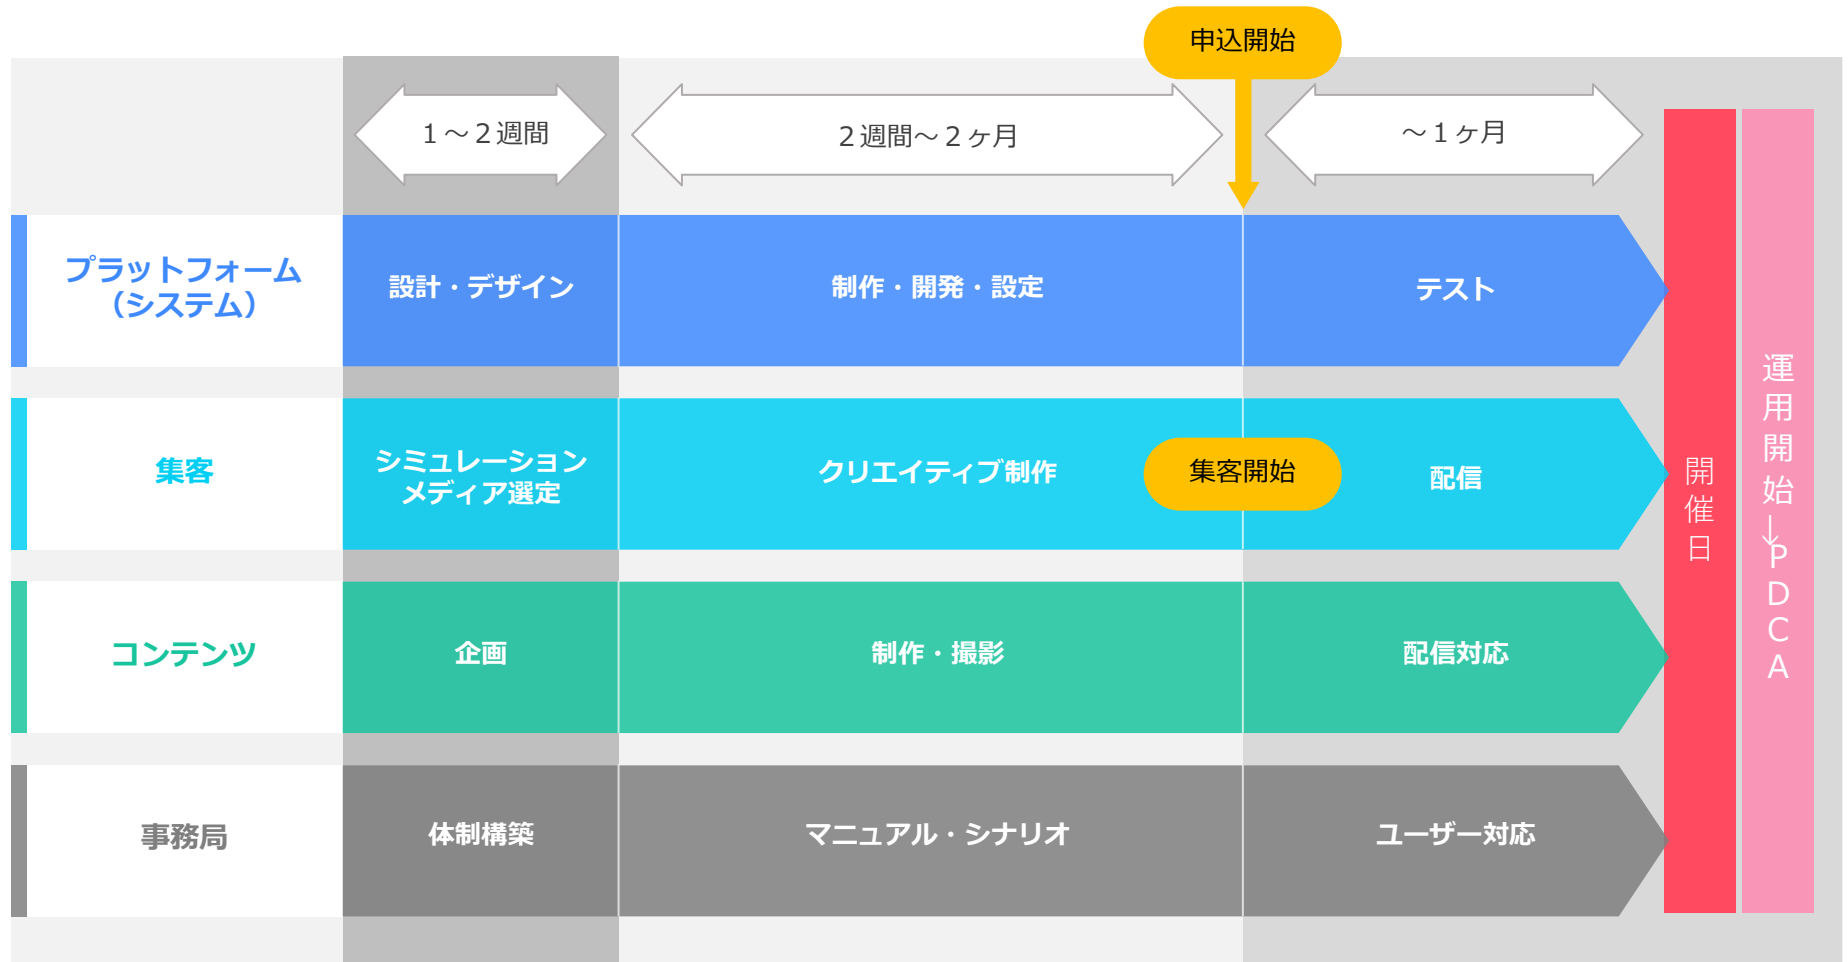 申込開始
１～２週間
２週間～２ヶ月
～１ヶ月
プラットフォーム
（システム）
設計・デザイン
制作・開発・設定
テスト
集客
シミュレーション
メディア選定
クリエイティブ制作
集客開始
配信
コンテンツ
企画
制作・撮影
配信対応
事務局
体制構築
マニュアル・シナリオ
ユーザー対応
開催日
運用開始→ＰＤＣＡ